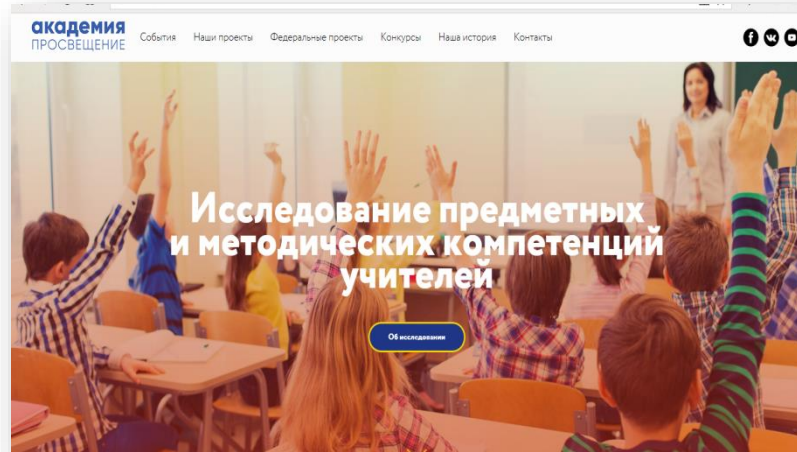 академия
ПРОСВЕЩЕНИЕ
События Наши проекты Федеральные проекты Конкурсы Наша история Контакты
Исследование предметных
и методических компетенций
учителей
Об исследовании